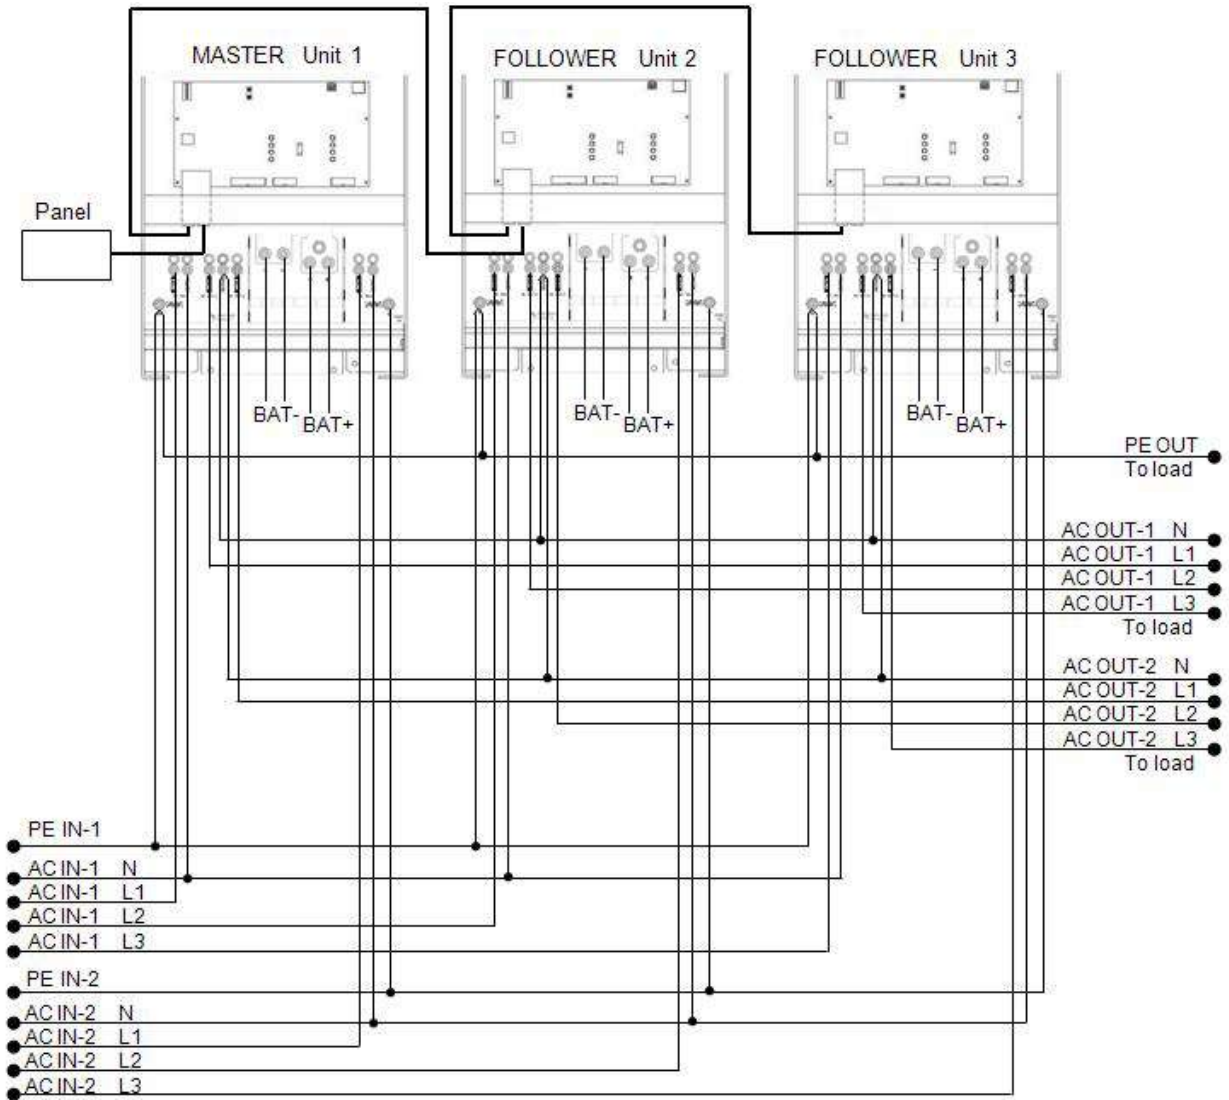 MASTER Unit 1
FOLLOWER Unit 2
FOLLOWER Unit 3
Panel
BAT-
BAT+
BAT-
BAT+
BAT-
BAT+
PE OUT
To load
AC OUT-1 N
AC OUT-1 L1
AC OUT-1 L2
AC OUT-1 L3
To load
AC OUT-2 N
AC OUT-2 L1
AC OUT-2 L2
AC OUT-2 L3
To load
PE IN-1
AC IN-1 N
AC IN-1 L1
AC IN-1 L2
AC IN-1 L3
PE IN-2
AC IN-2 N
AC IN-2 L1
AC IN-2 L2
AC IN-2 L3